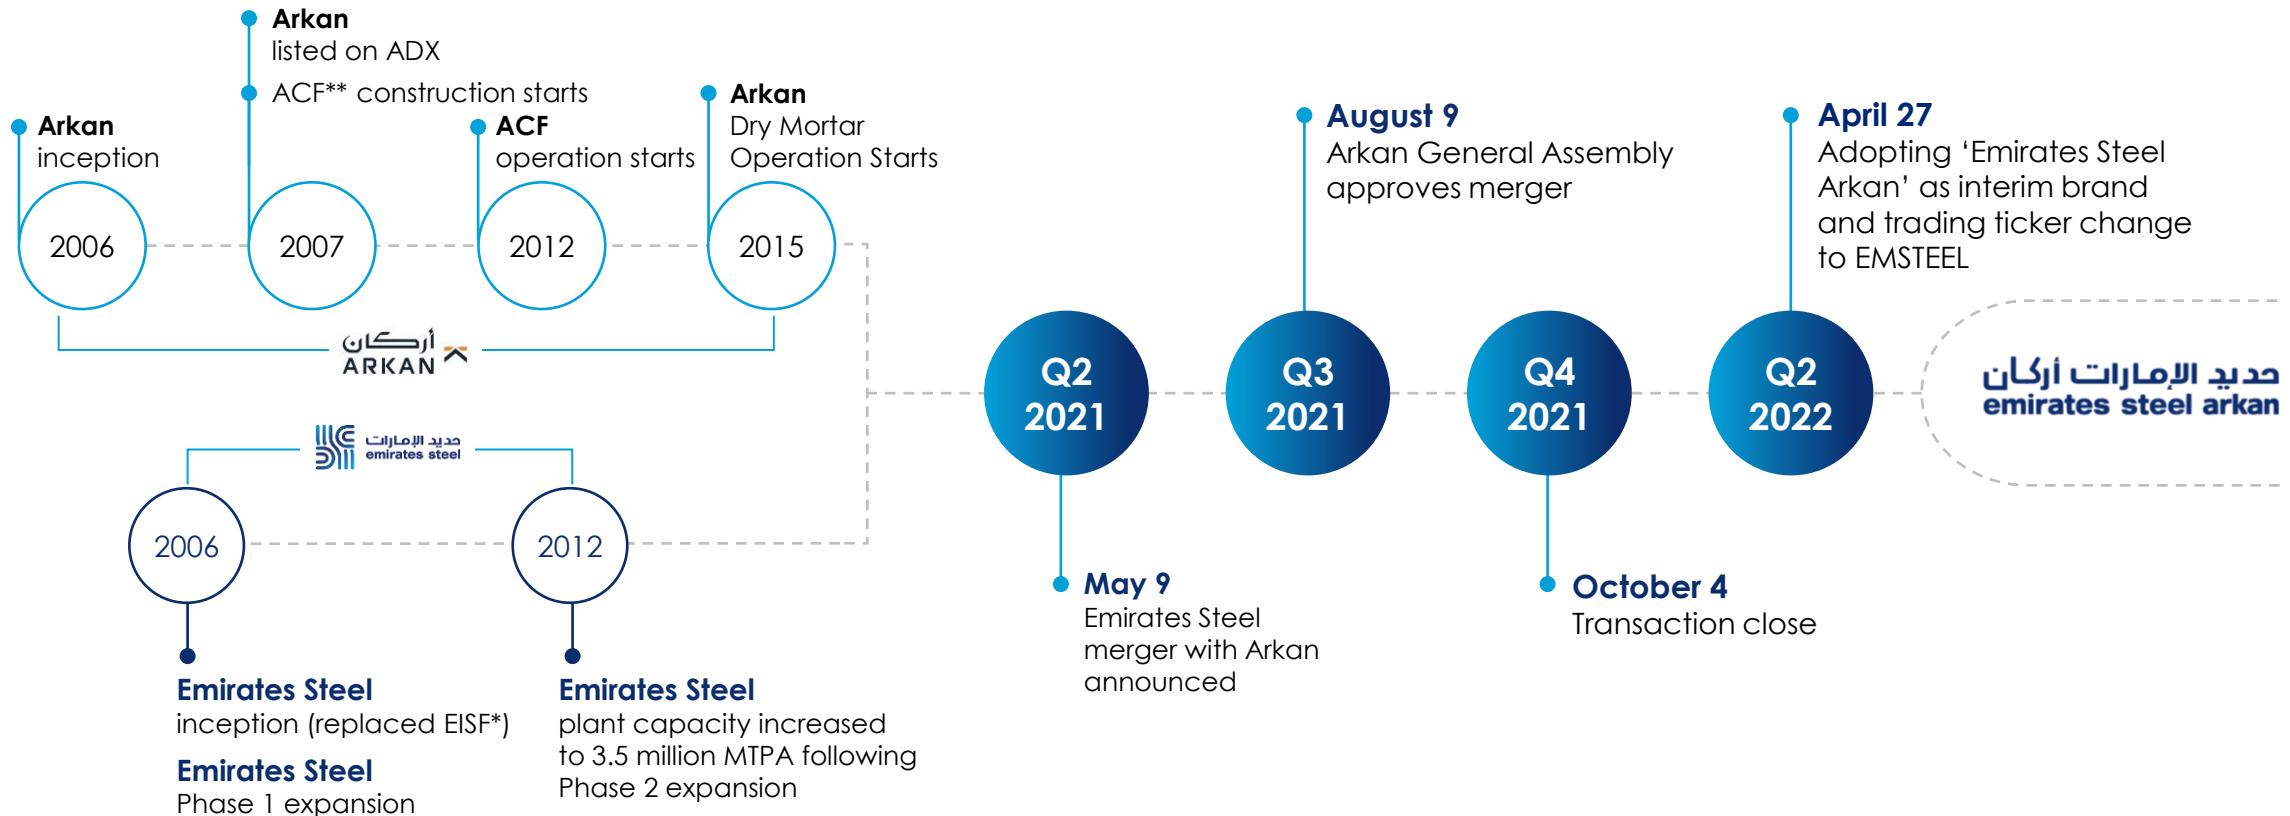 Arkan
listed on ADX
ACF** construction starts
Arkan
inception
ACF
operation starts
Arkan
Dry Mortar
Operation Starts
2006
2007
2012
2015
أركان
ARKAN
حديد الإمارات
emirates steel
2006
2012
Emirates Steel
inception (replaced EISF*)
Emirates Steel
Phase 1 expansion
Emirates Steel
plant capacity increased
to 3.5 million MTPA following
Phase 2 expansion
Q2
2021
May 9
Emirates Steel
merger with Arkan
announced
August 9
Arkan General Assembly
approves merger
Q3
2021
Q4
2021
October 4
Transaction close
April 27
Adopting ‘Emirates Steel
Arkan’ as interim brand
and trading ticker change
to EMSTEEL
Q2
2022
حديد الإمارات أركان
emirates steel arkan